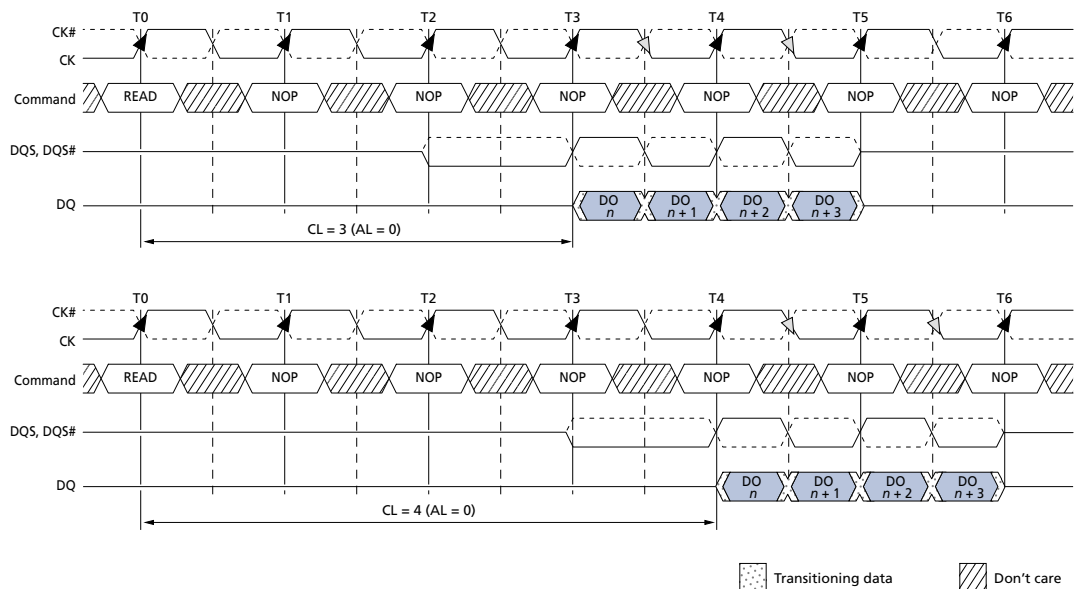 T0 T1 T2 T3 T4 T5 T6
CK#
CK
Command READ NOP NOP NOP NOP NOP NOP
DQS, DQS#
DQ DO n DO n + 1 DO n + 2 DO n + 3
CL = 3 (AL = 0)
T0 T1 T2 T3 T4 T5 T6
CK#
CK
Command READ NOP NOP NOP NOP NOP NOP
DQS, DQS#
DQ DO n DO n + 1 DO n + 2 DO n + 3
CL = 4 (AL = 0)
Transitioning data Don't care